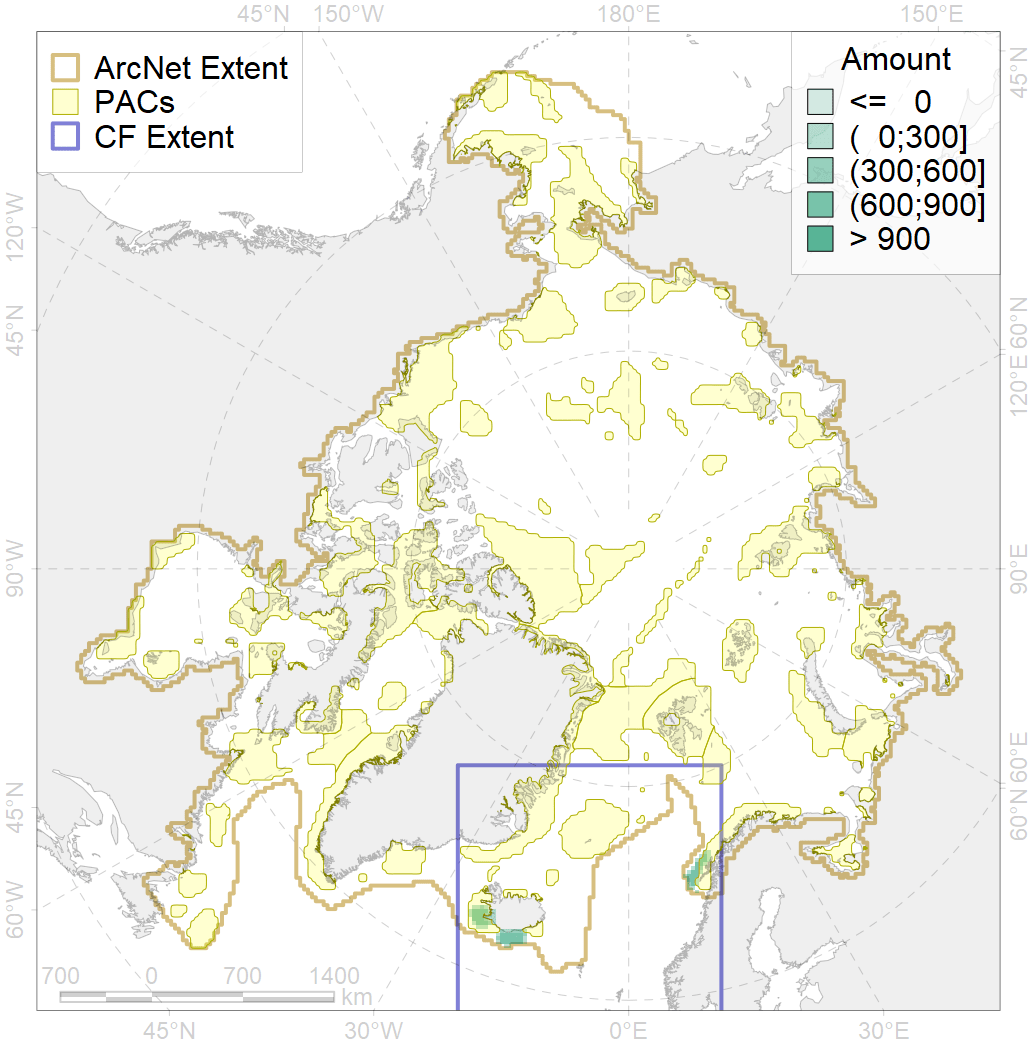 45°N 150°W 180°E 150°E
ArcNet Extent
PACs
CF Extent
Amount
<= 0
( 0;300]
(300;600]
(600;900]
> 900
45°N
120°W
45°N
90°W
45°N
60°W
60°N
120°E
90°E
60°E
60°N
700 0 700 1400
km
45°W 30°W 0°E 30°E